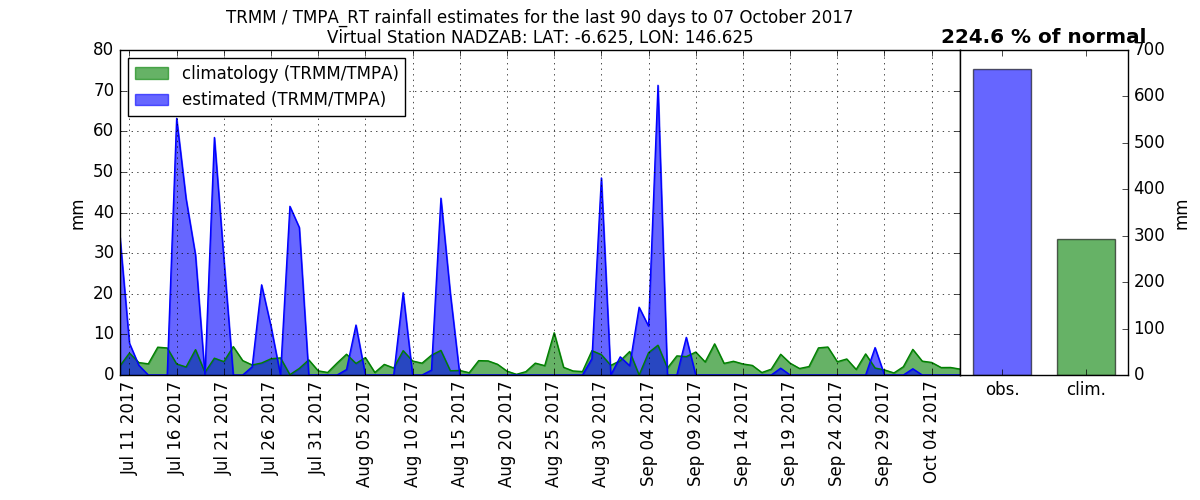 TRMM / TMPA_RT rainfall estimates for the last 90 days to 07 October 2017
Virtual Station NADZAB: LAT: -6.625, LON: 146.625
224.6 % of normal
climatology (TRMM/TMPA)
estimated (TRMM/TMPA)
80
70
60
50
40
30
20
10
0
mm
Jul 11 2017
Jul 16 2017
Jul 21 2017
Jul 26 2017
Jul 31 2017
Aug 05 2017
Aug 10 2017
Aug 15 2017
Aug 20 2017
Aug 25 2017
Aug 30 2017
Sep 04 2017
Sep 09 2017
Sep 14 2017
Sep 19 2017
Sep 24 2017
Sep 29 2017
Oct 04 2017
obs.
clim.
700
600
500
400
300
200
100
0
mm